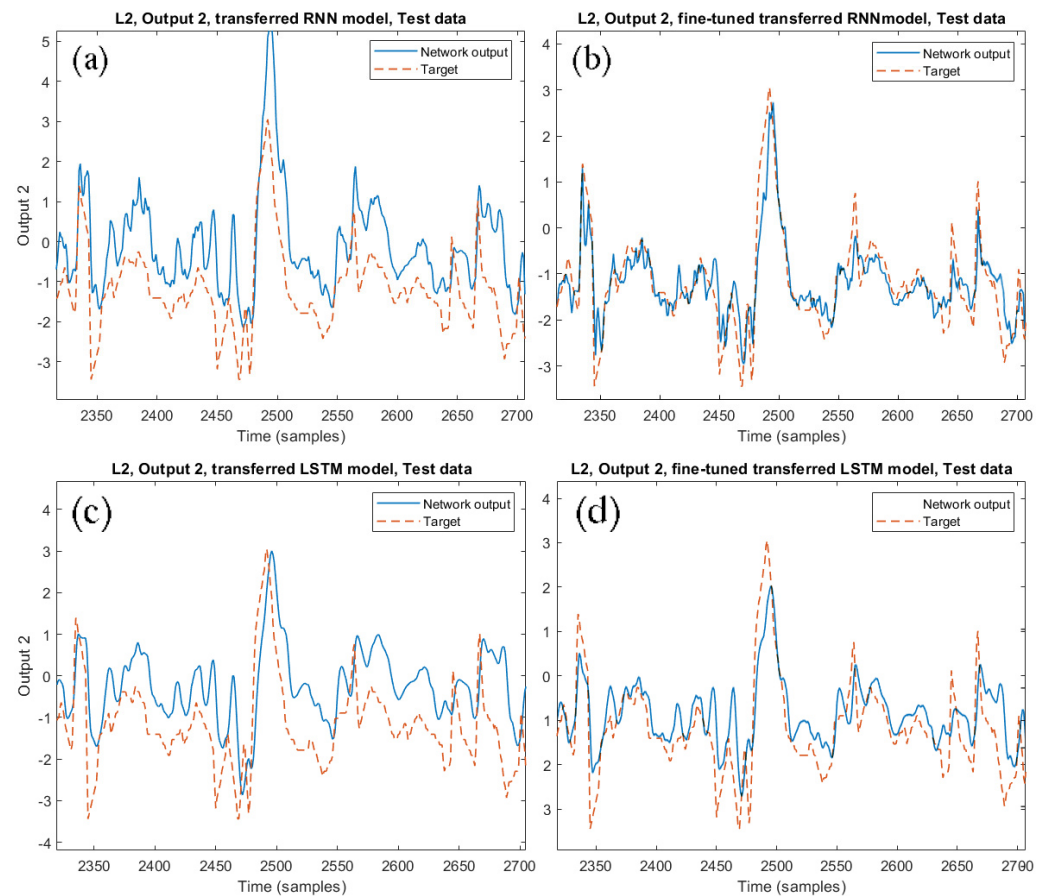 L2, Output 2, transferred RNN model, Test data
(a)
Network output
Target
5
4
3
2
1
0
-1
-2
-3
Output 2
2350 2400 2450 2500 2550 2600 2650 2700
Time (samples)
L2, Output 2, fine-tuned transferred RNNmodel, Test data
(b)
Network output
Target
4
3
2
1
0
-1
-2
-3
2350 2400 2450 2500 2550 2600 2650 2700
Time (samples)
L2, Output 2, transferred LSTM model, Test data
(c)
Network output
Target
4
3
2
1
0
-1
-2
-3
-4
Output 2
2350 2400 2450 2500 2550 2600 2650 2700
Time (samples)
L2, Output 2, fine-tuned transferred LSTM model, Test data
(d)
Network output
Target
4
3
2
1
0
1
2
3
2350 2400 2450 2500 2550 2600 2650 2790
Time (samples)